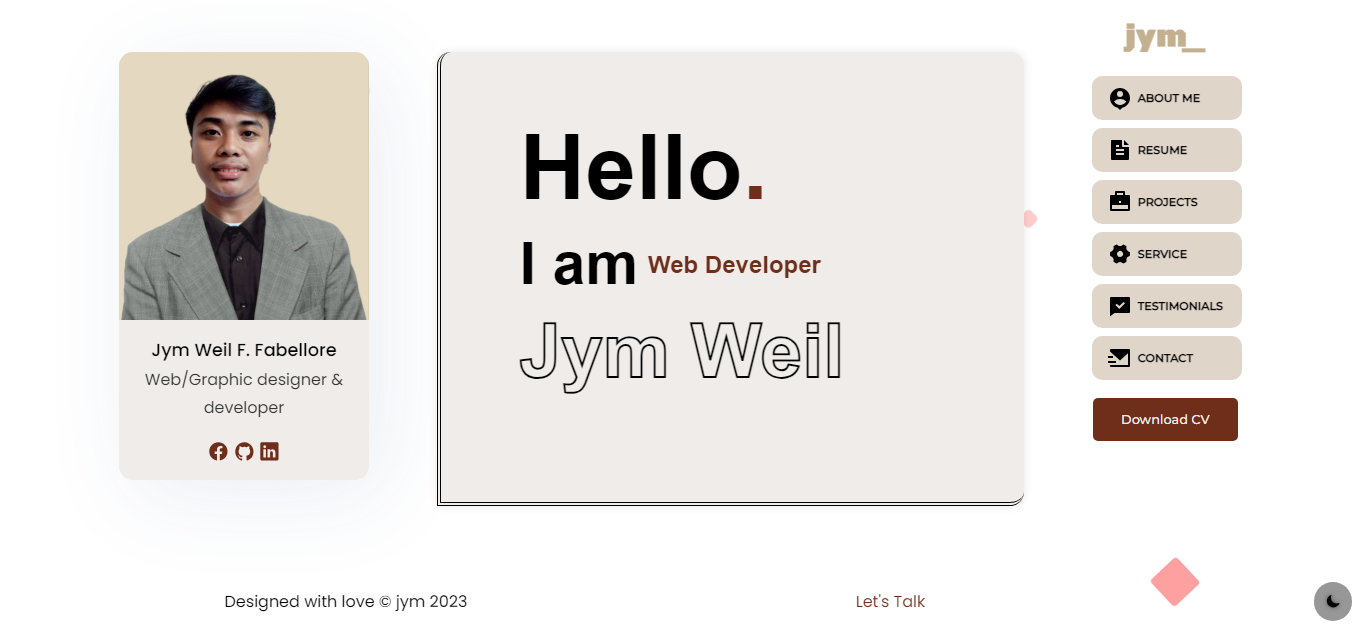 jym_
Jym Weil F. Fabellore
Web/Graphic designer &
developer
Hello.
I am Web Developer
Jym Weil
ABOUT ME
RESUME
PROJECTS
SERVICE
TESTIMONIALS
CONTACT
Download CV
Designed with love © jym 2023
Let's Talk